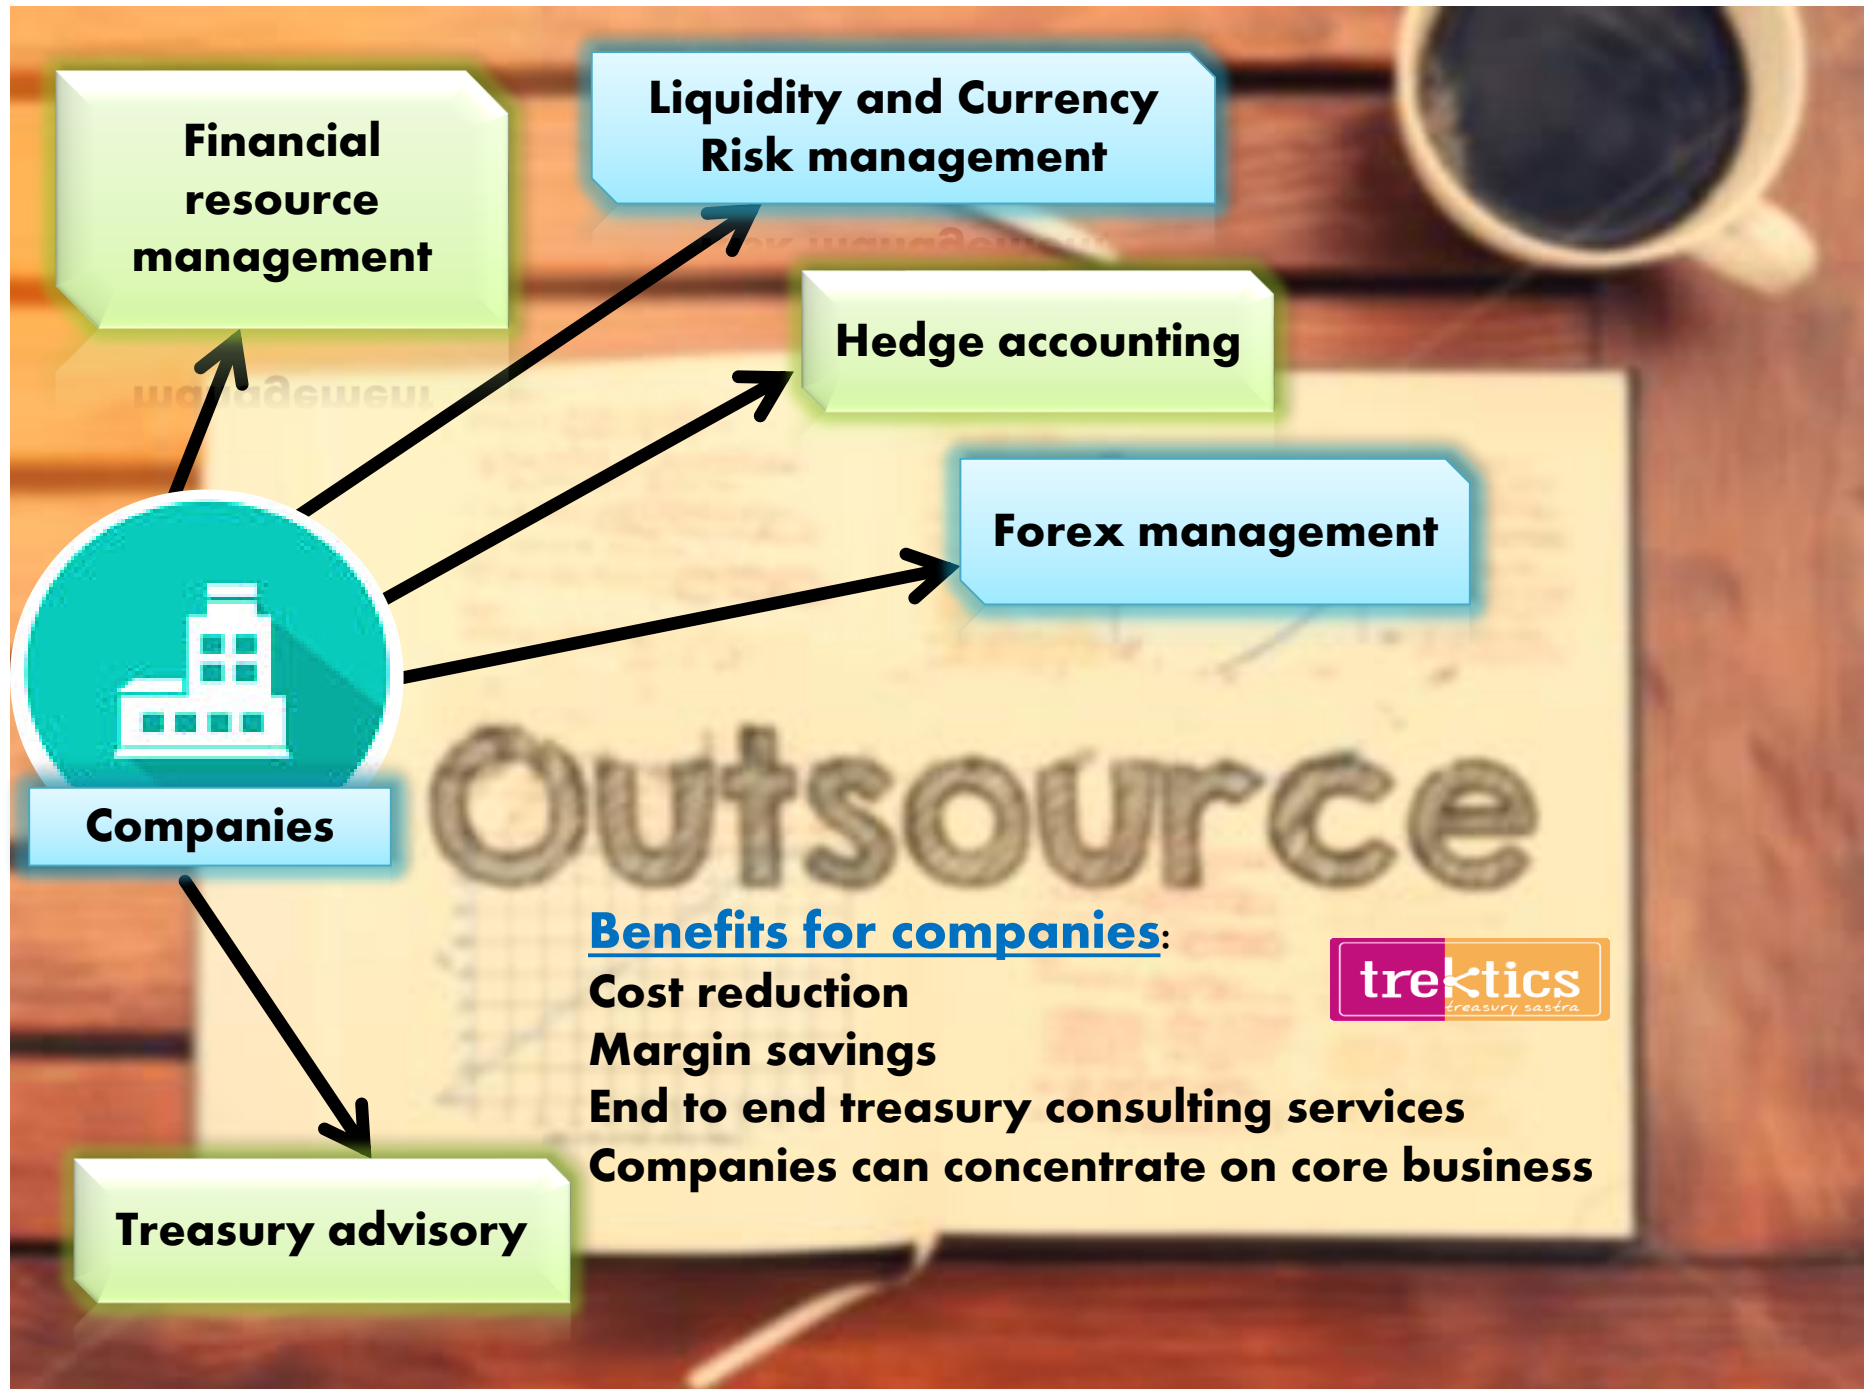 Financial
resource
management
Liquidity and Currency
Risk management
Hedge accounting
Forex management
Companies
Outsource
Benefits for companies:
Cost reduction
Margin savings
End to end treasury consulting services
Companies can concentrate on core business
trektics
treasury sastra
Treasury advisory